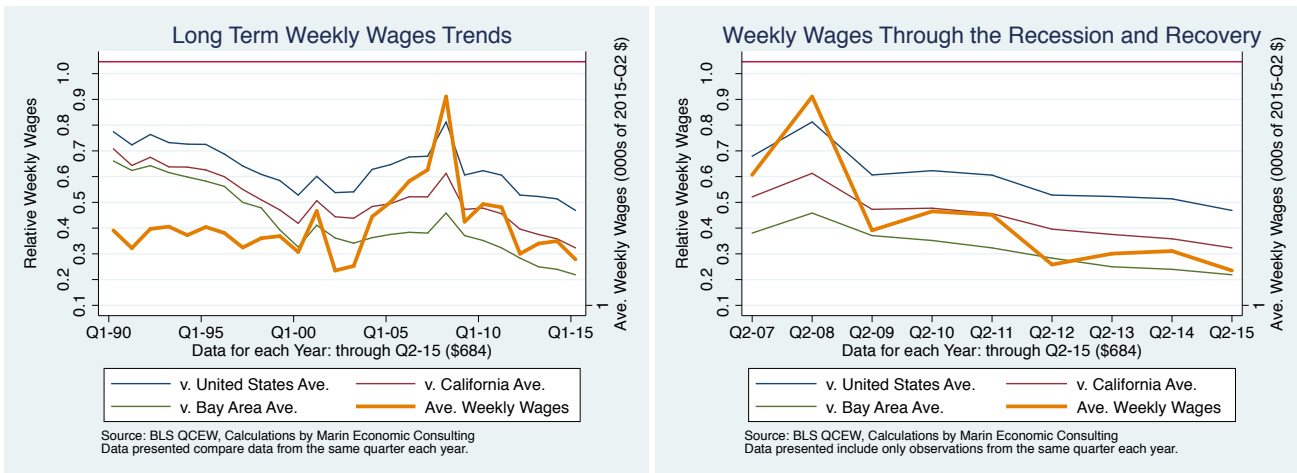 Long Term Weekly Wages Trends
Relative Weekly Wages
0.1 0.2 0.3 0.4 0.5 0.6 0.7 0.8 0.9 1.0
1
Ave. Weekly Wages (000s of 2015-Q2 $)
Q1-90 Q1-95 Q1-00 Q1-05 Q1-10 Q1-15
Data for each Year: through Q2-15 ($684)
v. United States Ave. v. California Ave.
v. Bay Area Ave. Ave. Weekly Wages
Source: BLS QCEW, Calculations by Marin Economic Consulting
Data presented compare data from the same quarter each year.
Weekly Wages Through the Recession and Recovery
Relative Weekly Wages
0.1 0.2 0.3 0.4 0.5 0.6 0.7 0.8 0.9 1.0
1
Ave. Weekly Wages (000s of 2015-Q2 $)
Q2-07 Q2-08 Q2-09 Q2-10 Q2-11 Q2-12 Q2-13 Q2-14 Q2-15
Data for each Year: through Q2-15 ($684)
v. United States Ave. v. California Ave.
v. Bay Area Ave. Ave. Weekly Wages
Source: BLS QCEW, Calculations by Marin Economic Consulting
Data presented include only observations from the same quarter each year.